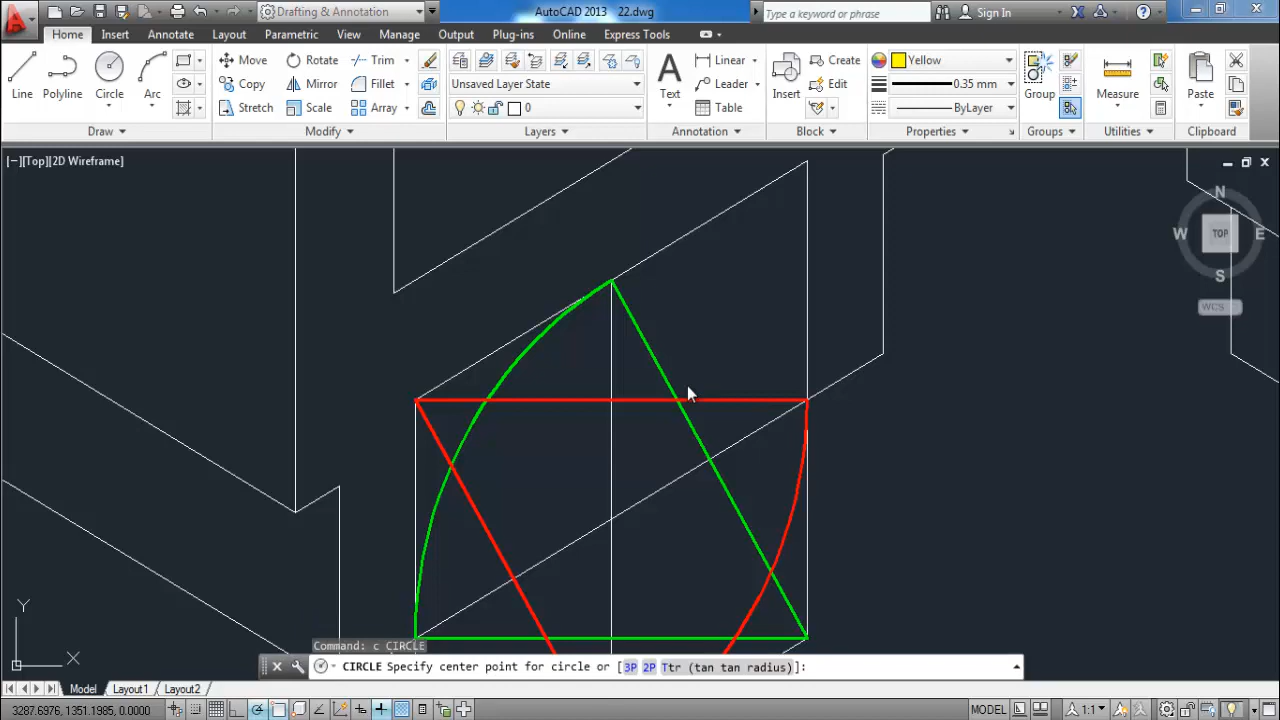 Drafting & Annotation
AutoCAD 2013 22.dwg
Type a keyword or phrase
Sign In
Home Insert Annotate Layout Parametric View Manage Output Plug-ins Online Express Tools
Line Polyline Circle Arc
Move Rotate Trim
Copy Mirror Fillet
Stretch Scale Array
Unsaved Layer State
0
Text
Linear
Leader
Table
Insert
Create
Edit
Yellow
0.35 mm
ByLayer
Group
Measure
Paste
Draw Modify Layers Annotation Block Properties Groups Utilities Clipboard
[−][Top][2D Wireframe]
N
W TOP E
S
WCS
Y
X
Command: c CIRCLE
CIRCLE Specify center point for circle or [3P 2P Ttr (tan tan radius)]:
Model Layout1 Layout2
3287.6976, 1351.1985, 0.0000
MODEL
1:1